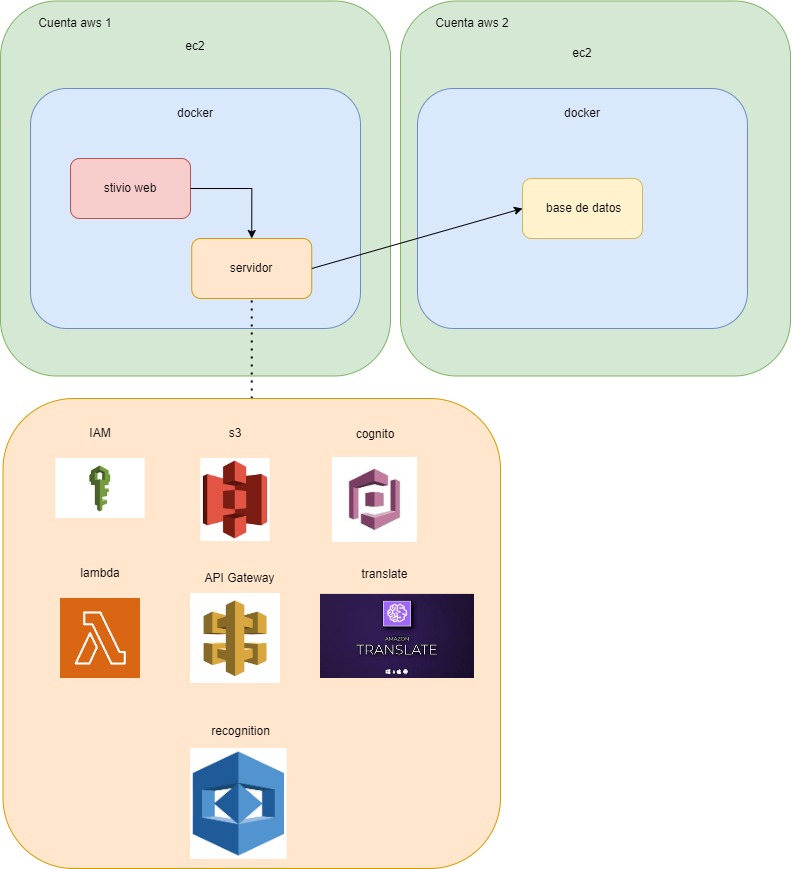 Cuenta aws 1
ec2
docker
stivio web
servidor
Cuenta aws 2
ec2
docker
base de datos
IAM
s3
cognito
lambda
API Gateway
translate
AMAZON
TRANSLATE
recognition